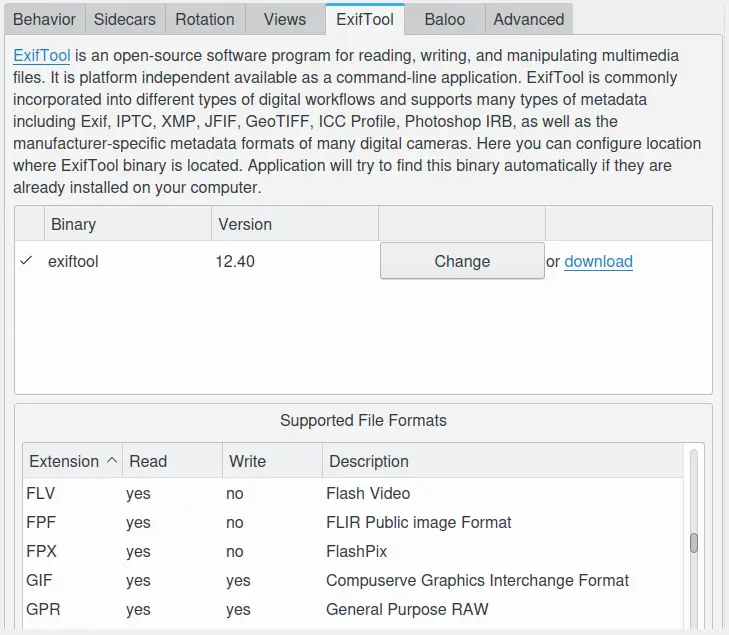 Behavior Sidecars Rotation Views ExifTool Baloo Advanced
ExifTool is an open-source software program for reading, writing, and manipulating multimedia
files. It is platform independent available as a command-line application. ExifTool is commonly
incorporated into different types of digital workflows and supports many types of metadata
including Exif, IPTC, XMP, JFIF, GeoTIFF, ICC Profile, Photoshop IRB, as well as the
manufacturer-specific metadata formats of many digital cameras. Here you can configure location
where ExifTool binary is located. Application will try to find this binary automatically if they are
already installed on your computer.
Binary Version
exiftool 12.40 Change or download
Supported File Formats
Extension Read Write Description
FLV yes no Flash Video
FPF yes no FLIR Public image Format
FPX yes no FlashPix
GIF yes yes Compuserve Graphics Interchange Format
GPR yes yes General Purpose RAW